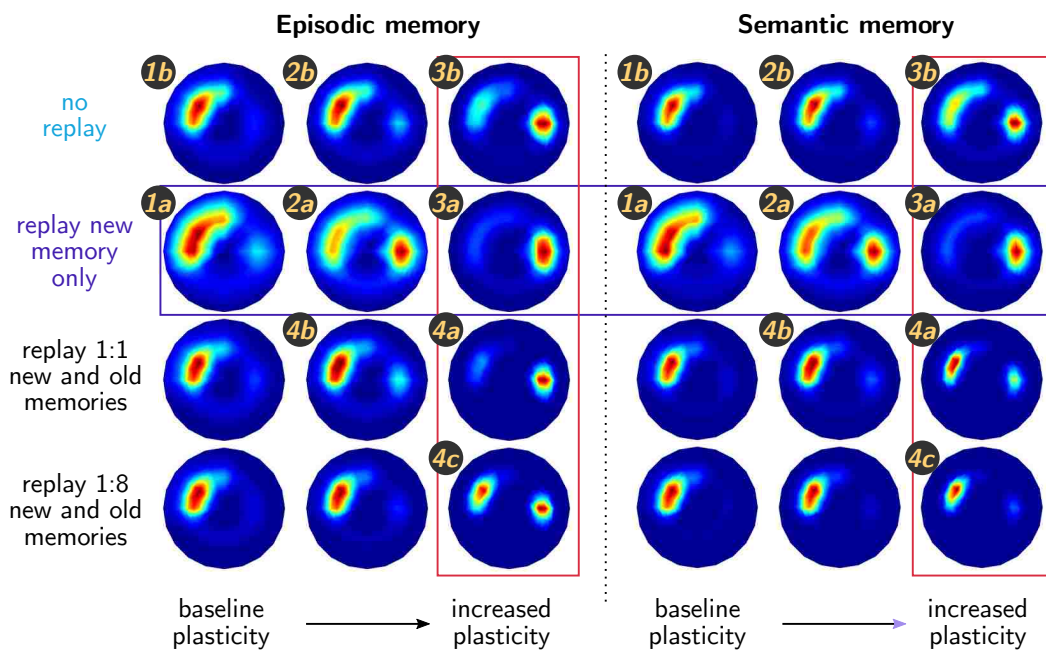 Episodic memory
Semantic memory
no
replay
1b
2b
3b
1b
2b
3b
replay new
memory
only
1a
2a
3a
1a
2a
3a
replay 1:1
new and old
memories
4b
4a
4b
4a
replay 1:8
new and old
memories
4c
4c
baseline
plasticity
increased
plasticity
baseline
plasticity
increased
plasticity